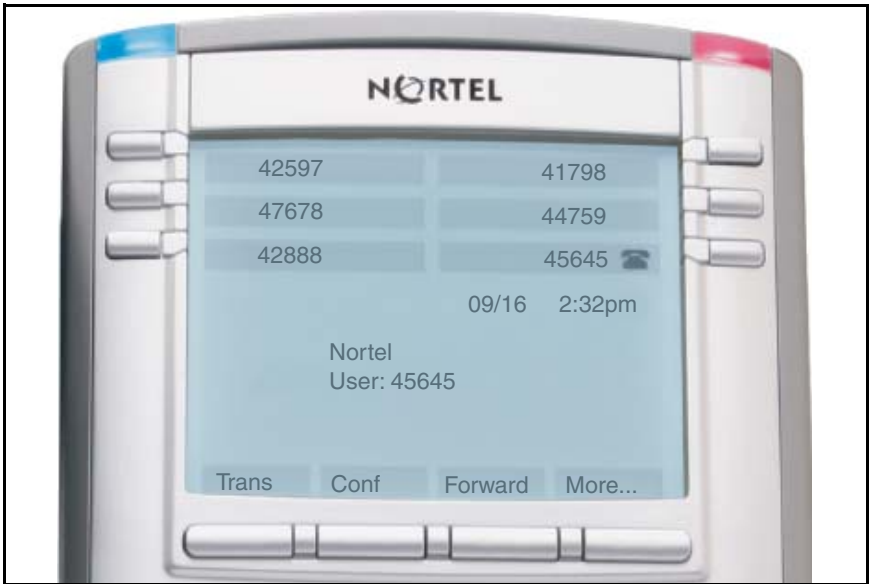 NORTEL
42597 41798
47678 44759
42888 45645
09/16 2:32pm
Nortel
User: 45645
Trans Conf Forward More...